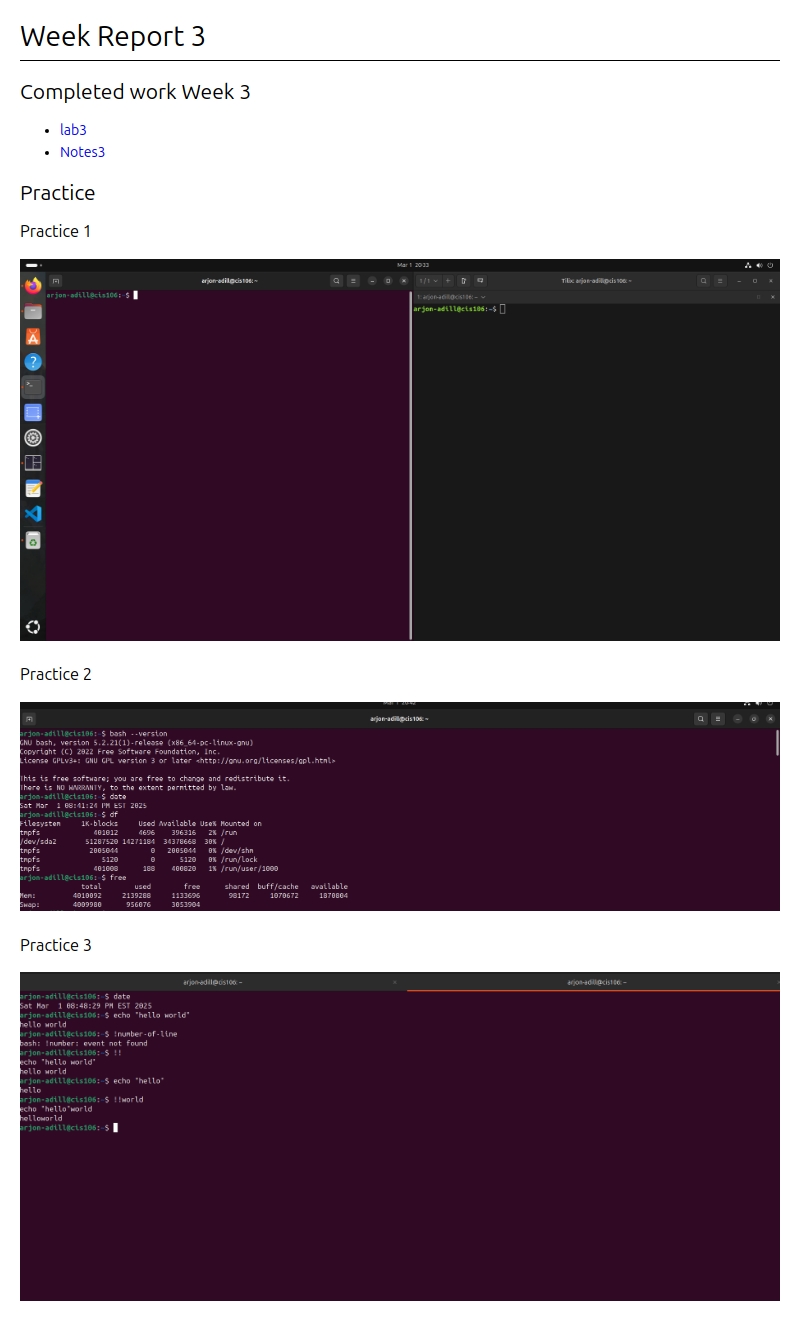 Week Report 3
Completed work Week 3
• lab3
• Notes3
Practice
Practice 1
Mar 1 20:33
arjon-adill@cis106: ~
1 / 1
Tilix: arjon-adill@cis106: ~
arjon-adill@cis106:~$
1: arjon-adill@cis106: ~
arjon-adill@cis106:~$
Practice 2
arjon-adill@cis106: ~
arjon-adill@cis106:~$ bash --version
GNU bash, version 5.2.21(1)-release (x86_64-pc-linux-gnu)
Copyright (C) 2022 Free Software Foundation, Inc.
License GPLv3+: GNU GPL version 3 or later <http://gnu.org/licenses/gpl.html>
This is free software; you are free to change and redistribute it.
There is NO WARRANTY, to the extent permitted by law.
arjon-adill@cis106:~$ date
Sat Mar  1 08:41:24 PM EST 2025
arjon-adill@cis106:~$ df
Filesystem     1K-blocks     Used Available Use% Mounted on
tmpfs             401012     4696    396316   2% /run
/dev/sda2       51287520 14271184  34378668  30% /
tmpfs            2005044        0   2005044   0% /dev/shm
tmpfs               5120        0      5120   0% /run/lock
tmpfs             401008      188    400820   1% /run/user/1000
arjon-adill@cis106:~$ free
total        used        free      shared  buff/cache   available
Mem:         4010092     2139288     1133696       98172     1070672     1870804
Swap:        4009980      956076     3053904
Practice 3
arjon-adill@cis106: ~
arjon-adill@cis106: ~
arjon-adill@cis106:~$ date
Sat Mar  1 08:48:29 PM EST 2025
arjon-adill@cis106:~$ echo "hello world"
hello world
arjon-adill@cis106:~$ !number-of-line
bash: !number: event not found
arjon-adill@cis106:~$ !!
echo "hello world"
hello world
arjon-adill@cis106:~$ echo "hello"
hello
arjon-adill@cis106:~$ !!world
echo "hello"world
helloworld
arjon-adill@cis106:~$